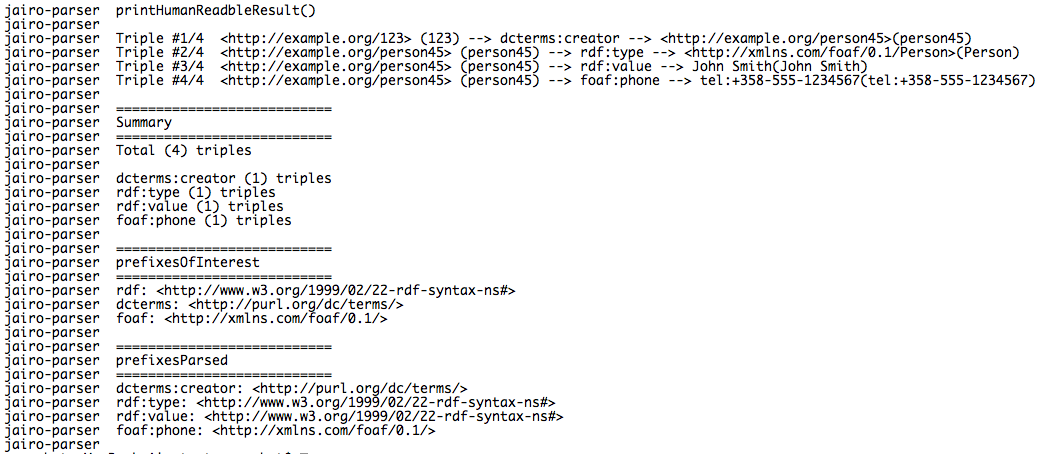 jairo-parser  printHumanReadbleResult()
jairo-parser
jairo-parser  Triple #1/4  <http://example.org/123> (123) --> dcterms:creator --> <http://example.org/person45>(person45)
jairo-parser  Triple #2/4  <http://example.org/person45> (person45) --> rdf:type --> <http://xmlns.com/foaf/0.1/Person>(Person)
jairo-parser  Triple #3/4  <http://example.org/person45> (person45) --> rdf:value --> John Smith(John Smith)
jairo-parser  Triple #4/4  <http://example.org/person45> (person45) --> foaf:phone --> tel:+358-555-1234567(tel:+358-555-1234567)
jairo-parser
jairo-parser  ===========================
jairo-parser  Summary
jairo-parser  ===========================
jairo-parser  Total (4) triples
jairo-parser
jairo-parser  dcterms:creator (1) triples
jairo-parser  rdf:type (1) triples
jairo-parser  rdf:value (1) triples
jairo-parser  foaf:phone (1) triples
jairo-parser
jairo-parser  ===========================
jairo-parser  prefixesOfInterest
jairo-parser  ===========================
jairo-parser  rdf: <http://www.w3.org/1999/02/22-rdf-syntax-ns#>
jairo-parser  dcterms: <http://purl.org/dc/terms/>
jairo-parser  foaf: <http://xmlns.com/foaf/0.1/>
jairo-parser
jairo-parser  ===========================
jairo-parser  prefixesParsed
jairo-parser  ===========================
jairo-parser  dcterms:creator: <http://purl.org/dc/terms/>
jairo-parser  rdf:type: <http://www.w3.org/1999/02/22-rdf-syntax-ns#>
jairo-parser  rdf:value: <http://www.w3.org/1999/02/22-rdf-syntax-ns#>
jairo-parser  foaf:phone: <http://xmlns.com/foaf/0.1/>
jairo-parser